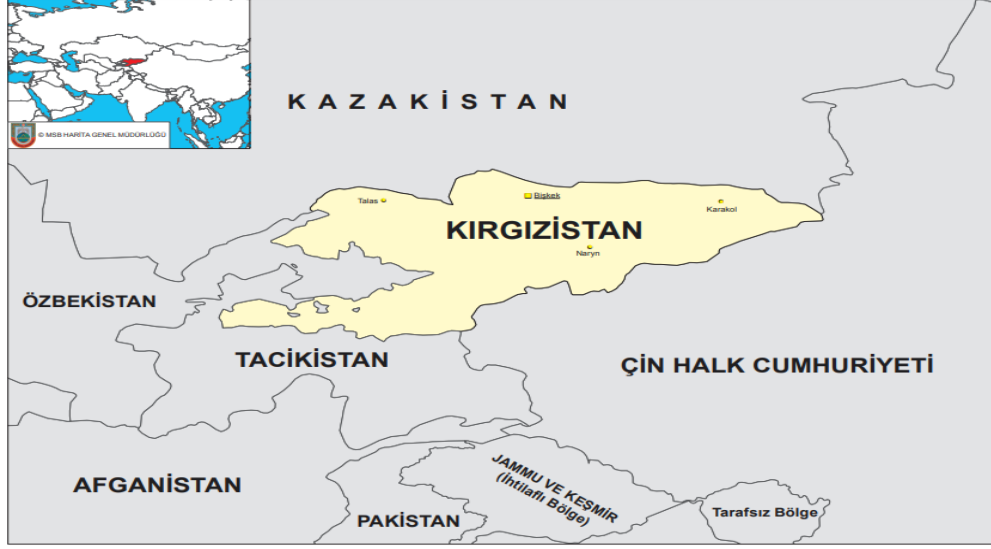 © MSB HARİTA GENEL MÜDÜRLÜĞÜ
KAZAKİSTAN
Talas
Bişkek
Karakol
KIRGIZİSTAN
Naryn
ÖZBEKİSTAN
TACİKİSTAN
ÇİN HALK CUMHURİYETİ
AFGANİSTAN
JAMMU VE KEŞMİR
(İhtilaflı Bölge)
PAKİSTAN
Tarafsız Bölge